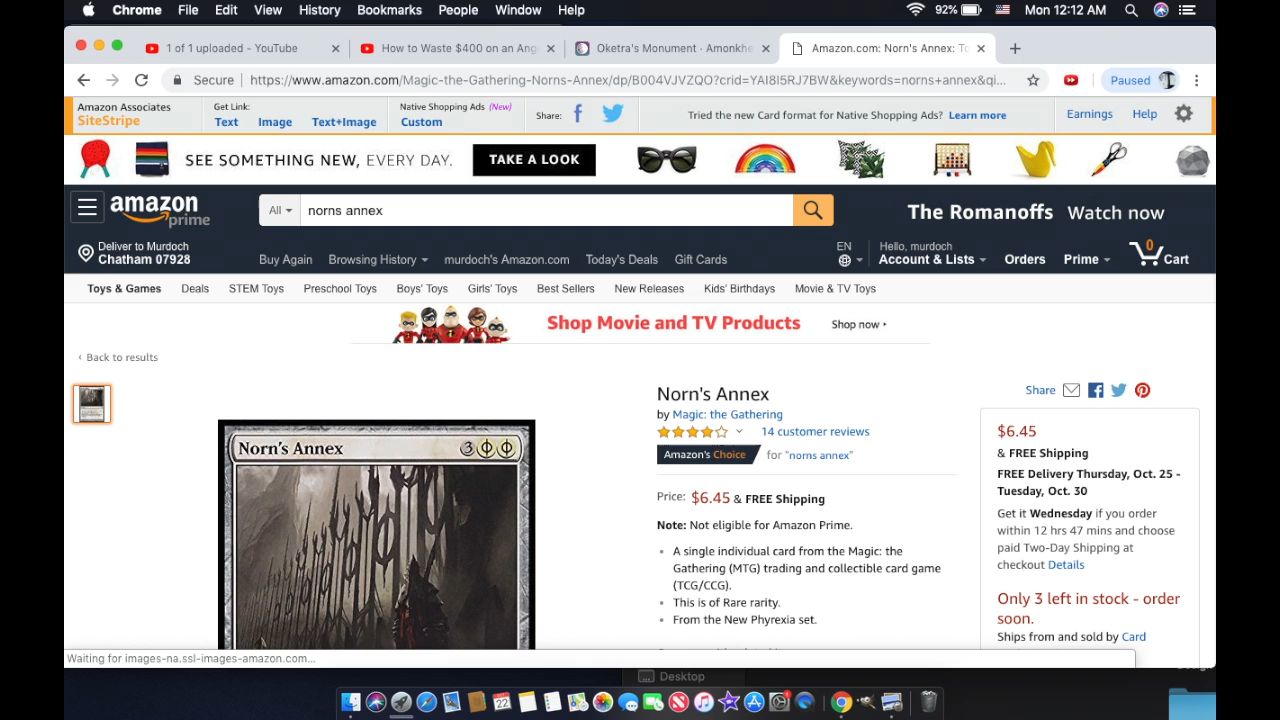 Chrome File Edit View History Bookmarks People Window Help 92% Mon 12:12 AM
1 of 1 uploaded - YouTube How to Waste $400 on an Ang Oketra's Monument - Amonkhe Amazon.com: Norn's Annex: To
Secure https://www.amazon.com/Magic-the-Gathering-Norns-Annex/dp/B004VJVZQO?crid=YAI8I5RJ7BW&keywords=norns+annex&qi... Paused
Amazon Associates Get Link: Native Shopping Ads (New)
SiteStripe Text Image Text+Image Custom Share: Tried the new Card format for Native Shopping Ads? Learn more Earnings Help
SEE SOMETHING NEW, EVERY DAY. TAKE A LOOK
amazon prime All norns annex The Romanoffs Watch now
Deliver to Murdoch EN Hello, murdoch 0
Chatham 07928 Buy Again Browsing History murdoch's Amazon.com Today's Deals Gift Cards Account & Lists Orders Prime Cart
Toys & Games Deals STEM Toys Preschool Toys Boys' Toys Girls' Toys Best Sellers New Releases Kids' Birthdays Movie & TV Toys
Shop Movie and TV Products Shop now
‹ Back to results
Norn's Annex Share
by Magic: the Gathering
14 customer reviews
Amazon's Choice for "norns annex"
Price: $6.45 & FREE Shipping
Note: Not eligible for Amazon Prime.
A single individual card from the Magic: the
Gathering (MTG) trading and collectible card game
(TCG/CCG).
This is of Rare rarity.
From the New Phyrexia set.
$6.45
& FREE Shipping
FREE Delivery Thursday, Oct. 25 -
Tuesday, Oct. 30
Get it Wednesday if you order
within 12 hrs 47 mins and choose
paid Two-Day Shipping at
checkout Details
Only 3 left in stock - order
soon.
Ships from and sold by Card
Norn's Annex 3
Waiting for images-na.ssl-images-amazon.com...
Desktop
22